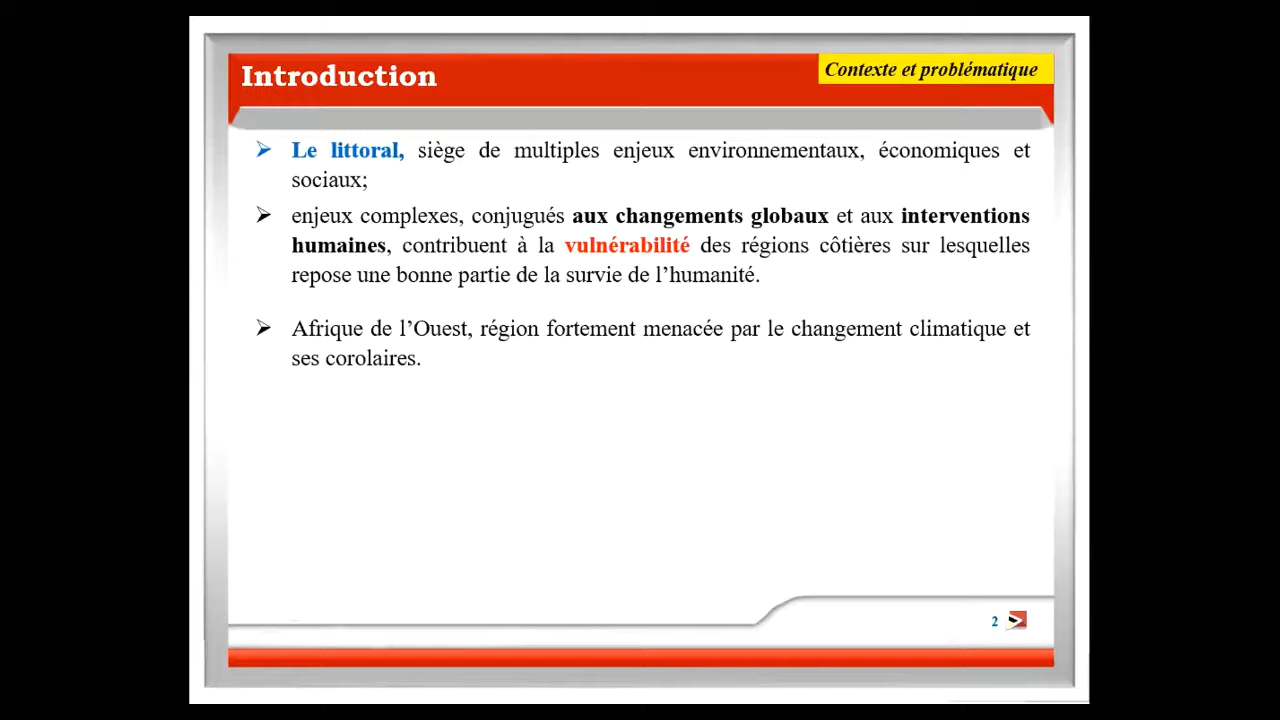 Introduction
Contexte et problématique
➢ Le littoral, siège de multiples enjeux environnementaux, économiques et
sociaux;
➢ enjeux complexes, conjugués aux changements globaux et aux interventions
humaines, contribuent à la vulnérabilité des régions côtières sur lesquelles
repose une bonne partie de la survie de l’humanité.
➢ Afrique de l’Ouest, région fortement menacée par le changement climatique et
ses corolaires.
2